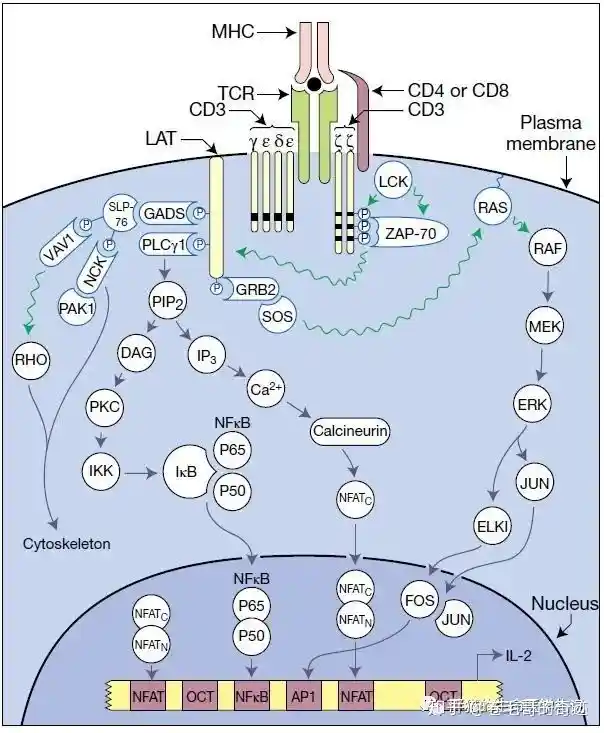 MHC
TCR
CD4 or CD8
CD3
CD3
γ ε δ ε
ζ ζ
Plasma
membrane
LAT
LCK
RAS
SLP-
76
GADS
P
P
P
VAV1
P
NCK
PLCγ1
P
P
P
P
ZAP-70
RAF
P
GRB2
SOS
PAK1
PIP2
MEK
RHO
DAG
IP3
PKC
Ca2+
ERK
NFκB
P65
Calcineurin
IKK
IκB
P50
NFATC
JUN
ELKI
Cytoskeleton
NFκB
P65
P50
NFATC
NFATN
NFATC
NFATN
FOS
JUN
Nucleus
IL-2
NFAT
OCT
NFκB
AP1
NFAT
OCT